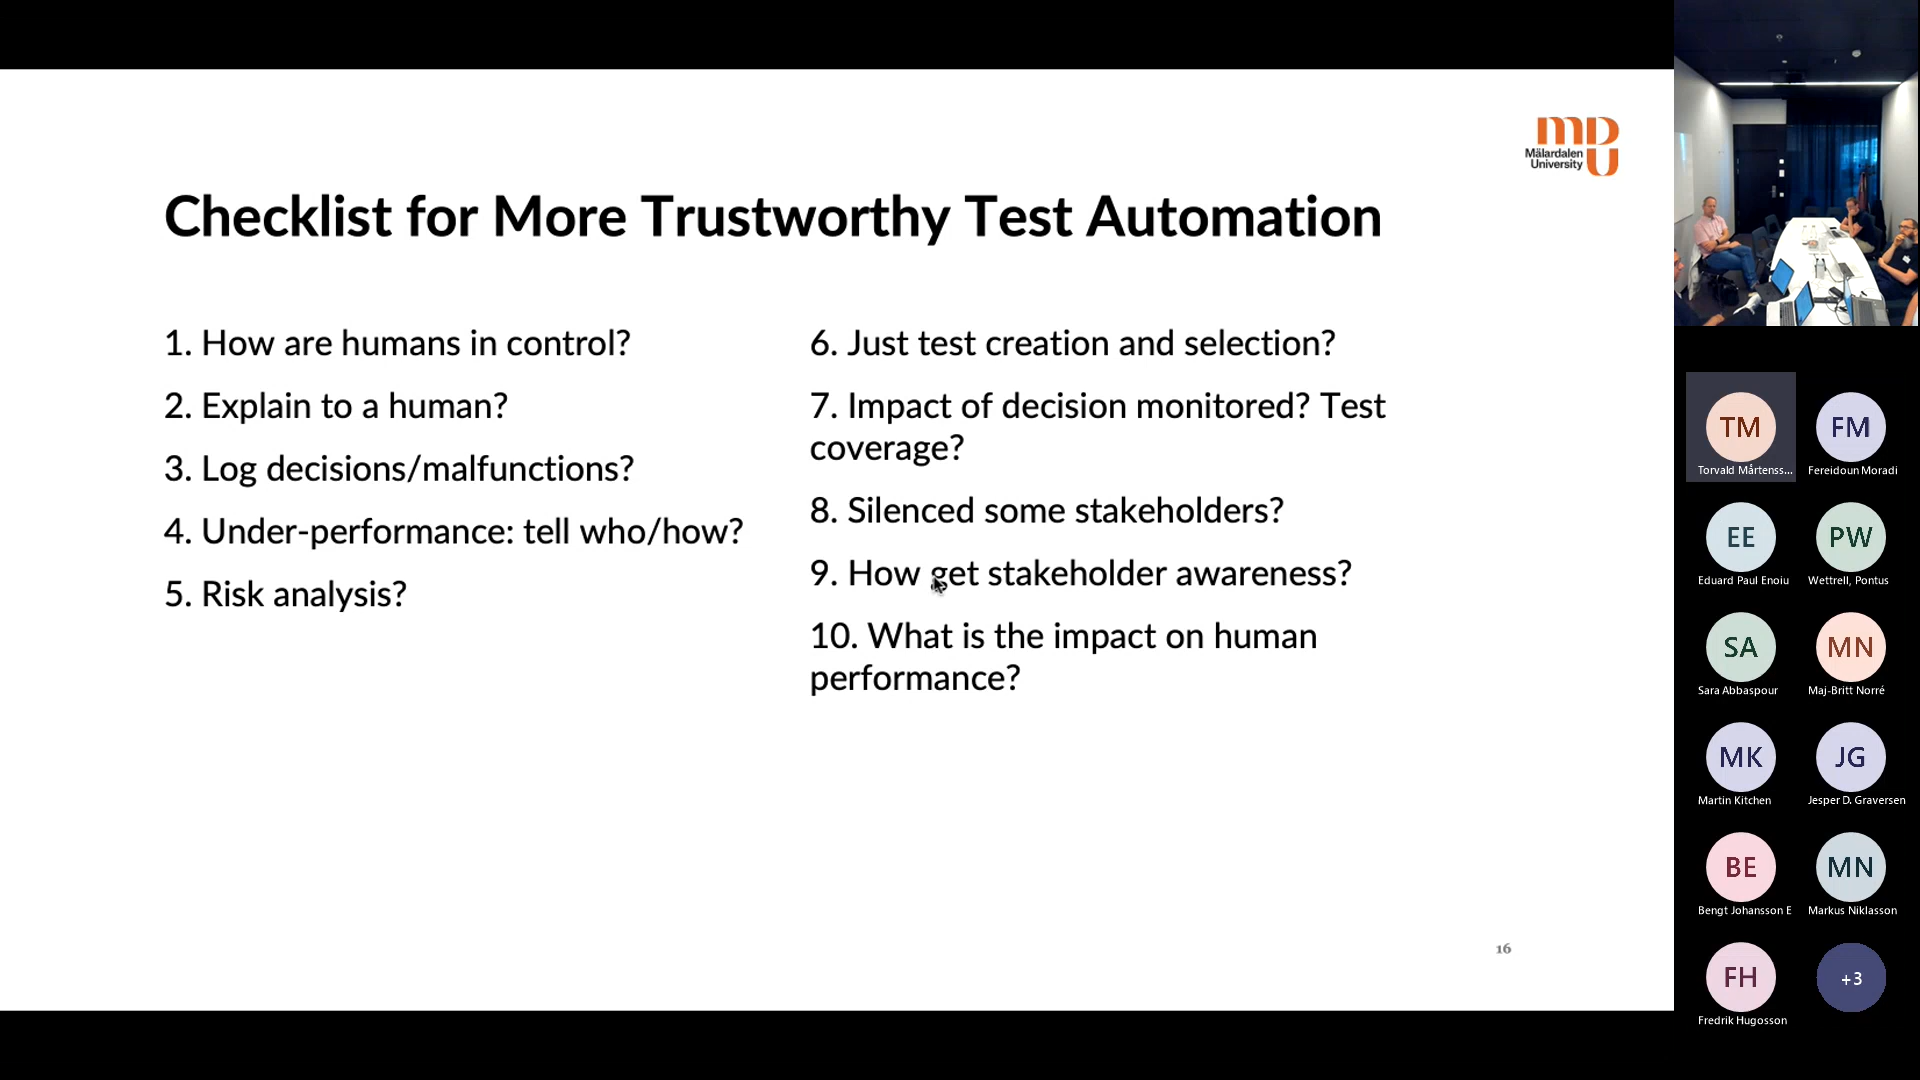 mdu
Mälardalen
University
Checklist for More Trustworthy Test Automation
1. How are humans in control?
2. Explain to a human?
3. Log decisions/malfunctions?
4. Under-performance: tell who/how?
5. Risk analysis?
6. Just test creation and selection?
7. Impact of decision monitored? Test
coverage?
8. Silenced some stakeholders?
9. How get stakeholder awareness?
10. What is the impact on human
performance?
16
TM
Torvald Mårtenss...
FM
Fereidoun Moradi
EE
Eduard Paul Enoiu
PW
Wettrell, Pontus
SA
Sara Abbaspour
MN
Maj-Britt Norré
MK
Martin Kitchen
JG
Jesper D. Graversen
BE
Bengt Johansson E
MN
Markus Niklasson
FH
Fredrik Hugosson
+3